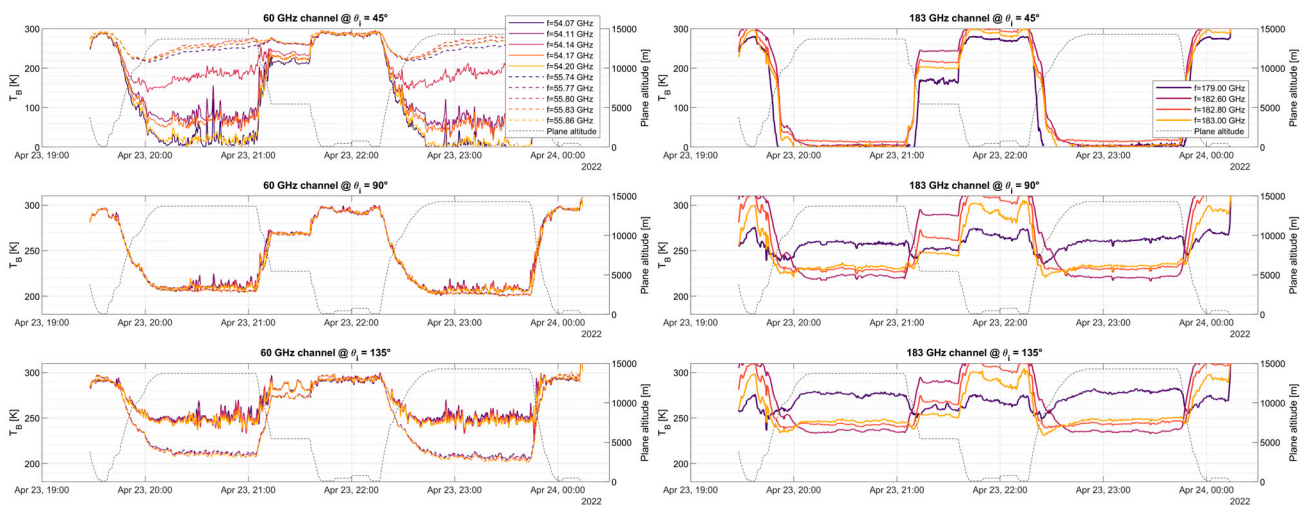 60 GHz channel @ θi = 45°
300
200
100
0
TB [K]
15000
10000
5000
0
Plane altitude [m]
f=54.07 GHz
f=54.11 GHz
f=54.14 GHz
f=54.17 GHz
f=54.20 GHz
f=55.74 GHz
f=55.77 GHz
f=55.80 GHz
f=55.83 GHz
f=55.86 GHz
Plane altitude
Apr 23, 19:00 Apr 23, 20:00 Apr 23, 21:00 Apr 23, 22:00 Apr 23, 23:00 Apr 24, 00:00
2022
183 GHz channel @ θi = 45°
300
200
100
0
TB [K]
15000
10000
5000
0
Plane altitude [m]
f=179.00 GHz
f=182.60 GHz
f=182.80 GHz
f=183.00 GHz
Plane altitude
Apr 23, 19:00 Apr 23, 20:00 Apr 23, 21:00 Apr 23, 22:00 Apr 23, 23:00 Apr 24, 00:00
2022
60 GHz channel @ θi = 90°
300
250
200
TB [K]
15000
10000
5000
0
Plane altitude [m]
Apr 23, 19:00 Apr 23, 20:00 Apr 23, 21:00 Apr 23, 22:00 Apr 23, 23:00 Apr 24, 00:00
2022
183 GHz channel @ θi = 90°
300
250
200
TB [K]
15000
10000
5000
0
Plane altitude [m]
Apr 23, 19:00 Apr 23, 20:00 Apr 23, 21:00 Apr 23, 22:00 Apr 23, 23:00 Apr 24, 00:00
2022
60 GHz channel @ θi = 135°
300
250
200
TB [K]
15000
10000
5000
0
Plane altitude [m]
Apr 23, 19:00 Apr 23, 20:00 Apr 23, 21:00 Apr 23, 22:00 Apr 23, 23:00 Apr 24, 00:00
2022
183 GHz channel @ θi = 135°
300
250
200
TB [K]
15000
10000
5000
0
Plane altitude [m]
Apr 23, 19:00 Apr 23, 20:00 Apr 23, 21:00 Apr 23, 22:00 Apr 23, 23:00 Apr 24, 00:00
2022